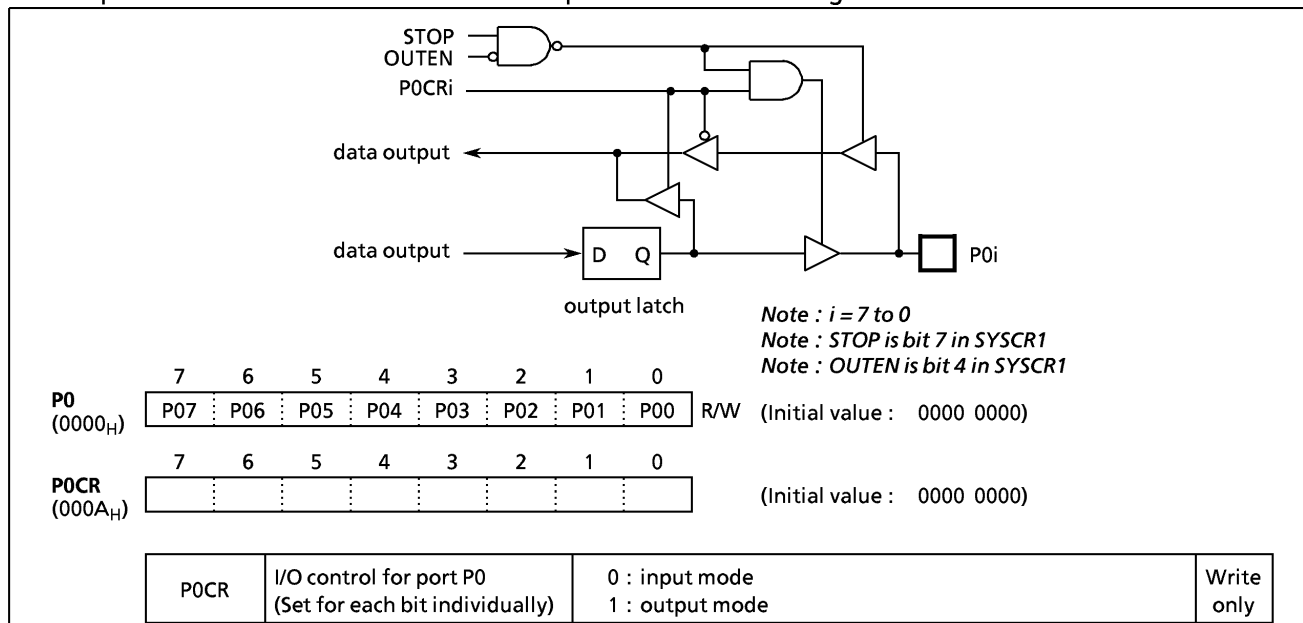 STOP
OUTEN
P0CRi
data output
data output
D Q
P0i
output latch
Note : i = 7 to 0
Note : STOP is bit 7 in SYSCR1
Note : OUTEN is bit 4 in SYSCR1
7 6 5 4 3 2 1 0
P0 (0000H) P07 P06 P05 P04 P03 P02 P01 P00 R/W (Initial value : 0000 0000)
7 6 5 4 3 2 1 0
P0CR (000AH) (Initial value : 0000 0000)
P0CR
I/O control for port P0
(Set for each bit individually)
0 : input mode
1 : output mode
Write
only